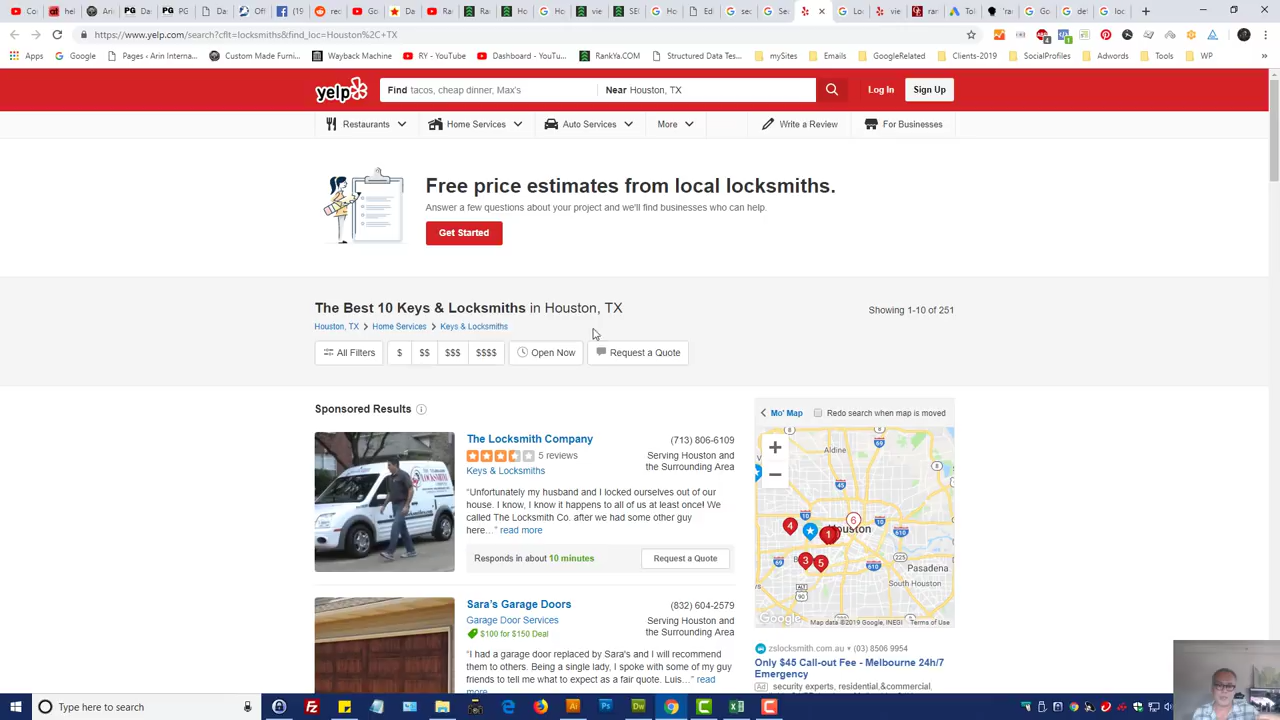 https://www.yelp.com/search?cflt=locksmiths&find_loc=Houston%2C+TX
Apps
Google
Pages ‹ Arin Interna...
Custom Made Furni...
Wayback Machine
RY - YouTube
Dashboard - YouTub...
RankYa.COM
Structured Data Tes...
mySites
Emails
GoogleRelated
Clients-2019
SocialProfiles
Adwords
Tools
WP
yelp
Find tacos, cheap dinner, Max's
Near Houston, TX
Log In
Sign Up
Restaurants
Home Services
Auto Services
More
Write a Review
For Businesses
Free price estimates from local locksmiths.
Answer a few questions about your project and we'll find businesses who can help.
Get Started
The Best 10 Keys & Locksmiths in Houston, TX
Showing 1-10 of 251
Houston, TX
Home Services
Keys & Locksmiths
All Filters
$
$$
$$$
$$$$
Open Now
Request a Quote
Sponsored Results
The Locksmith Company
(713) 806-6109
5 reviews
Serving Houston and
the Surrounding Area
Keys & Locksmiths
“Unfortunately my husband and I locked ourselves out of our
house. I know, I know it happens to all of us at least once! We
called The Locksmith Co. after we had some other guy
here…” read more
Responds in about 10 minutes
Request a Quote
Sara's Garage Doors
(832) 604-2579
Garage Door Services
Serving Houston and
the Surrounding Area
$100 for $150 Deal
“I had a garage door replaced by Sara's and I will recommend
them to others. Being a single lady, I spoke with some of my guy
friends to tell me what to expect as a fair quote. Luis…” read
more
Mo' Map
Redo search when map is moved
Aldine
Houston
Pasadena
South Houston
Google
Map data ©2019 Google, INEGI
Terms of Use
zslocksmith.com.au • (03) 8506 9954
Only $45 Call-out Fee - Melbourne 24h/7
Emergency
Ad
security experts, residential,&commercial,
Type here to search